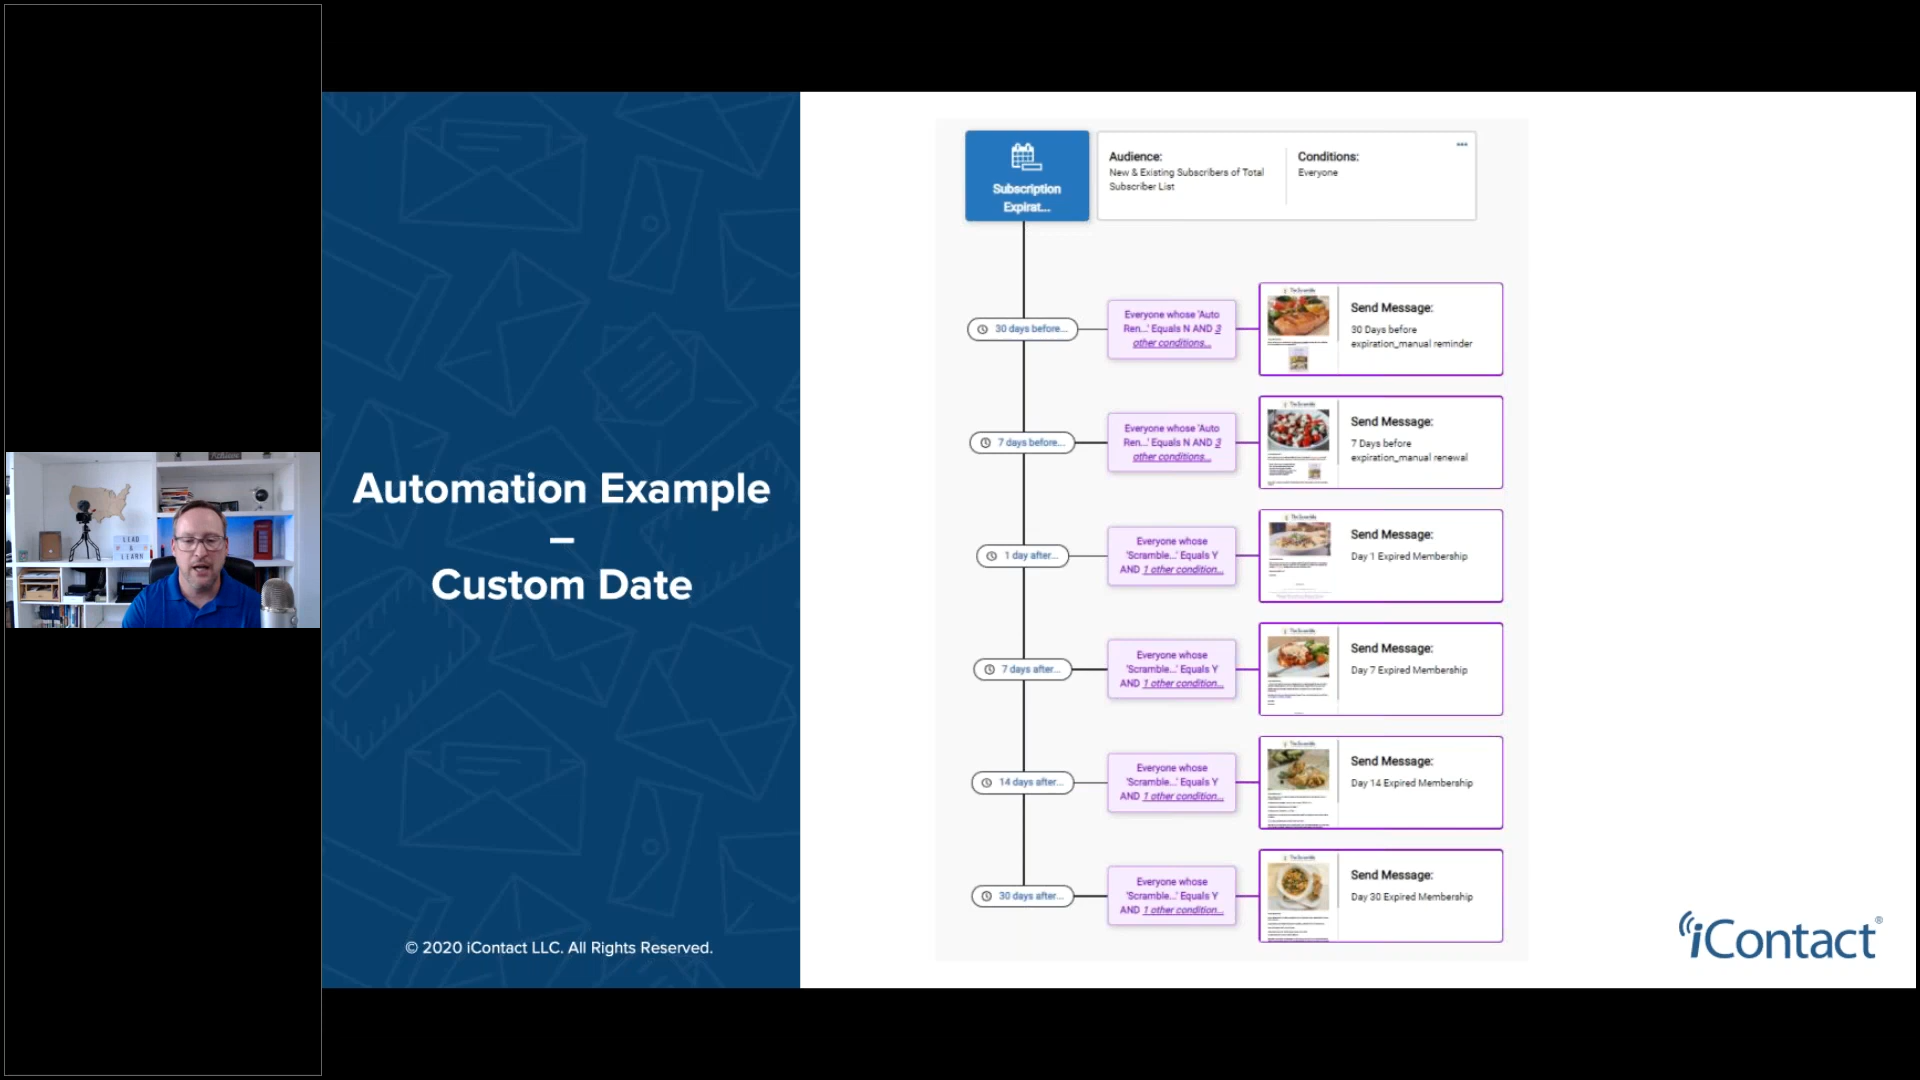 LEAD
& LEARN
Automation Example
–
Custom Date
© 2020 iContact LLC. All Rights Reserved.
Subscription
Expirat...
Audience:
New & Existing Subscribers of Total
Subscriber List
Conditions:
Everyone
30 days before...
Everyone whose 'Auto
Ren...' Equals N AND 3
other conditions...
Send Message:
30 Days before
expiration_manual reminder
7 days before...
Everyone whose 'Auto
Ren...' Equals N AND 3
other conditions...
Send Message:
7 Days before
expiration_manual renewal
1 day after...
Everyone whose
'Scramble...' Equals Y
AND 1 other condition...
Send Message:
Day 1 Expired Membership
7 days after...
Everyone whose
'Scramble...' Equals Y
AND 1 other condition...
Send Message:
Day 7 Expired Membership
14 days after...
Everyone whose
'Scramble...' Equals Y
AND 1 other condition...
Send Message:
Day 14 Expired Membership
30 days after...
Everyone whose
'Scramble...' Equals Y
AND 1 other condition...
Send Message:
Day 30 Expired Membership
iContact®